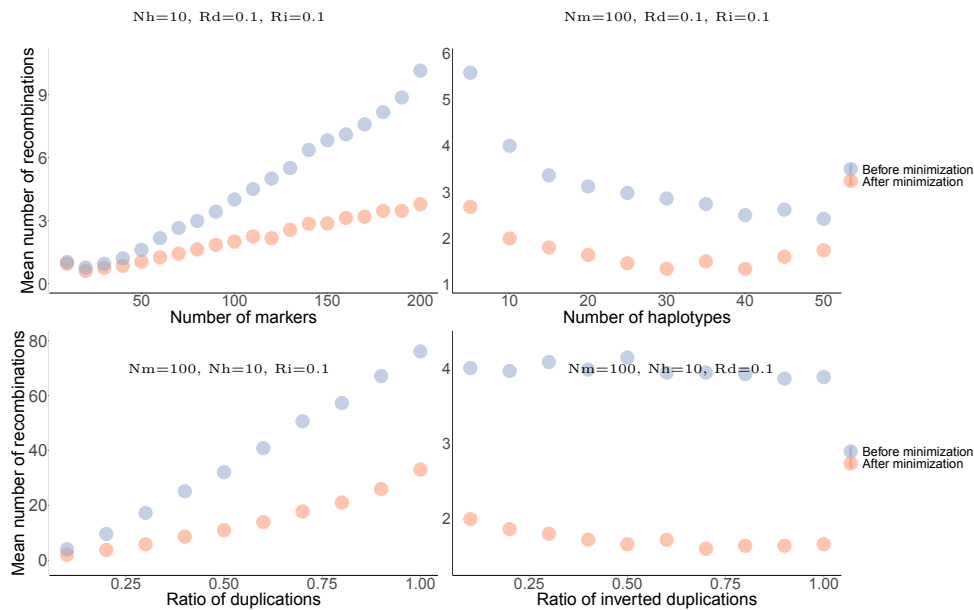 Nh=10, Rd=0.1, Ri=0.1
Nm=100, Rd=0.1, Ri=0.1
Mean number of recombinations
9
6
3
0
50
100
150
200
Number of markers
6
5
4
3
2
1
10
20
30
40
50
Number of haplotypes
Before minimization
After minimization
Nm=100, Nh=10, Ri=0.1
Nm=100, Nh=10, Rd=0.1
Mean number of recombinations
80
60
40
20
0
0.25
0.50
0.75
1.00
Ratio of duplications
4
3
2
0.25
0.50
0.75
1.00
Ratio of inverted duplications
Before minimization
After minimization